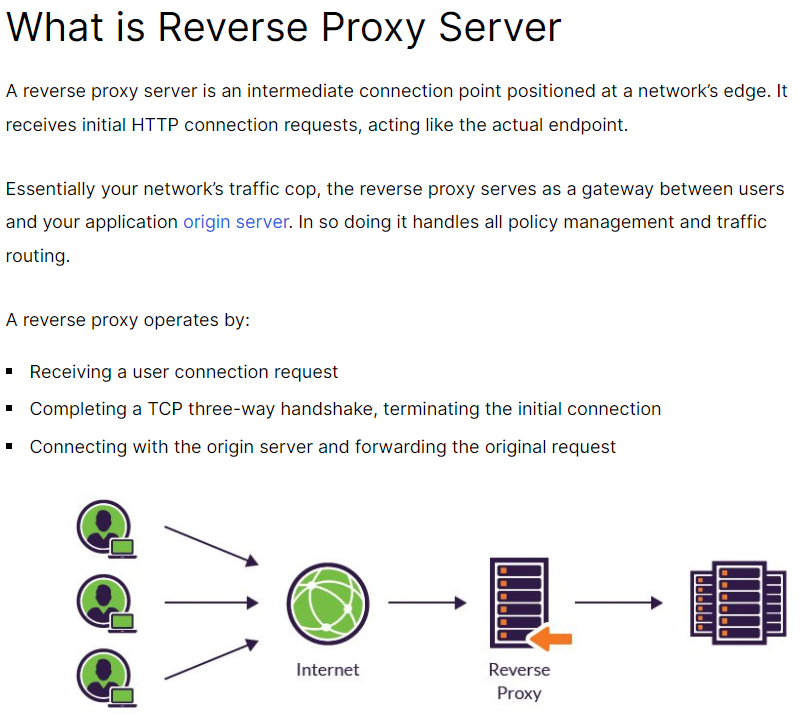 What is Reverse Proxy Server
A reverse proxy server is an intermediate connection point positioned at a network’s edge. It
receives initial HTTP connection requests, acting like the actual endpoint.
Essentially your network’s traffic cop, the reverse proxy serves as a gateway between users
and your application origin server. In so doing it handles all policy management and traffic
routing.
A reverse proxy operates by:
Receiving a user connection request
Completing a TCP three-way handshake, terminating the initial connection
Connecting with the origin server and forwarding the original request
Internet
Reverse
Proxy